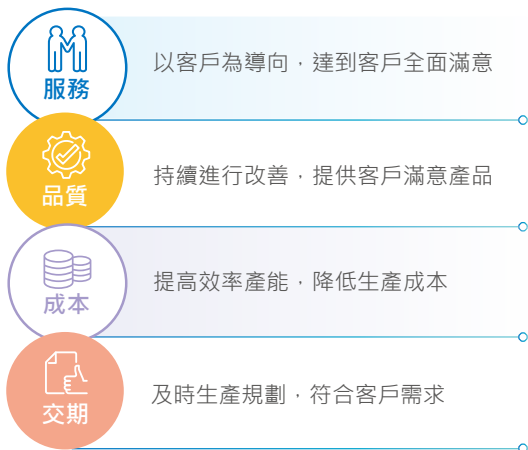 服務
以客戶為導向，達到客戶全面滿意
品質
持續進行改善，提供客戶滿意產品
成本
提高效率產能，降低生產成本
交期
及時生產規劃，符合客戶需求